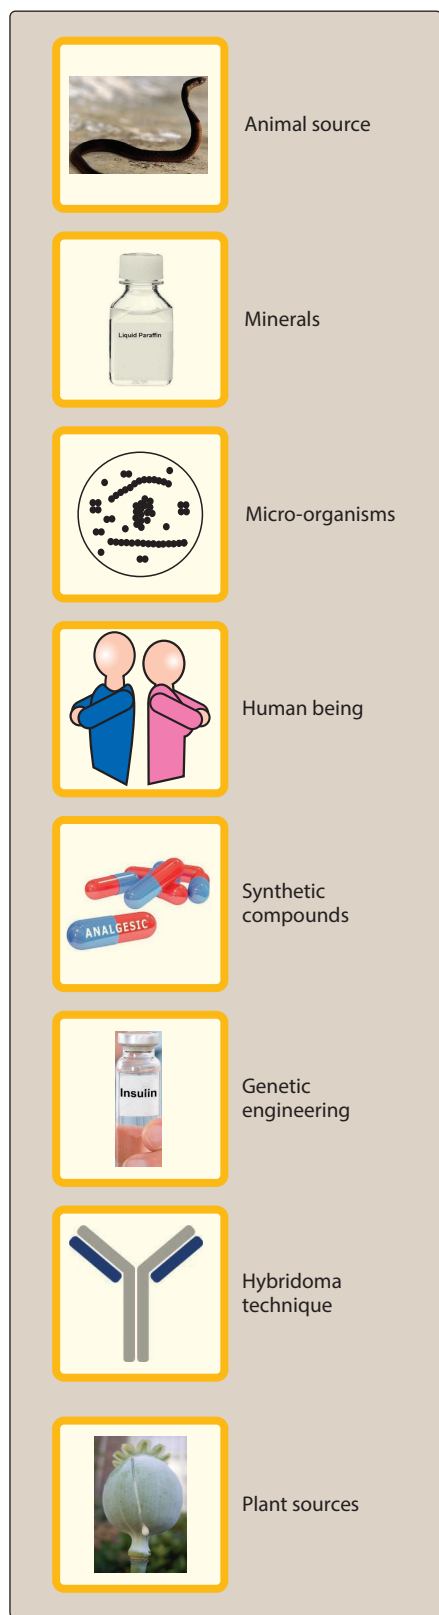 Animal source
Liquid Paraffin
Minerals
Micro-organisms
Human being
ANALGESIC
Synthetic
compounds
Insulin
Genetic
engineering
Hybridoma
technique
Plant sources